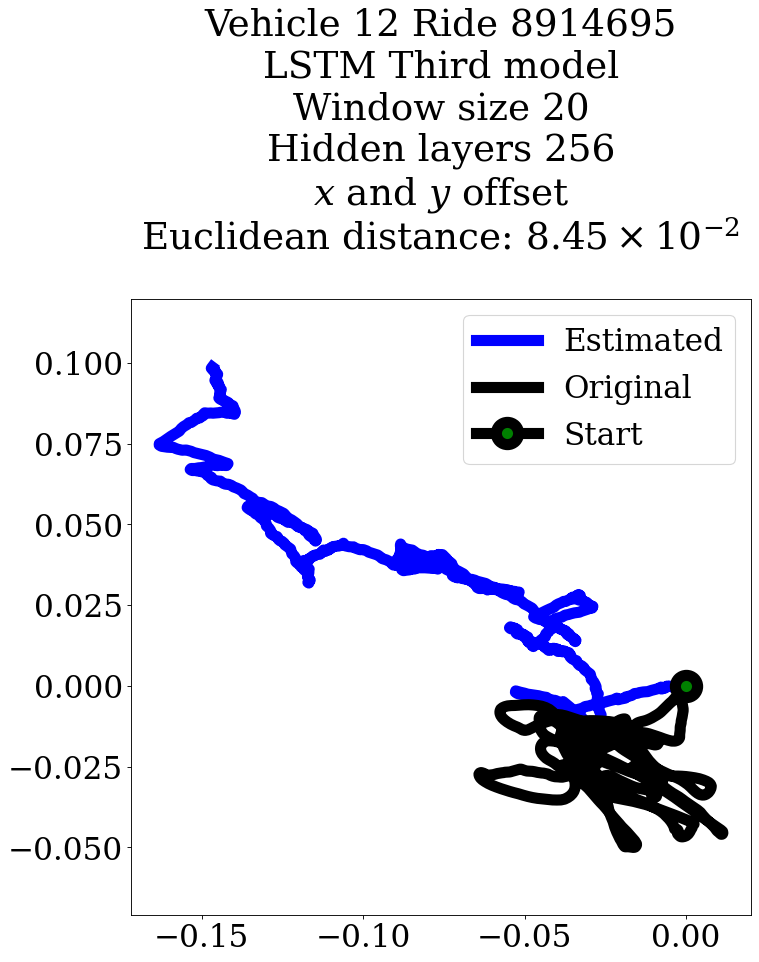 Vehicle 12 Ride 8914695
LSTM Third model
Window size 20
Hidden layers 256
x and y offset
Euclidean distance: 8.45 × 10⁻²
Estimated
Original
Start
0.100
0.075
0.050
0.025
0.000
−0.025
−0.050
−0.15
−0.10
−0.05
0.00